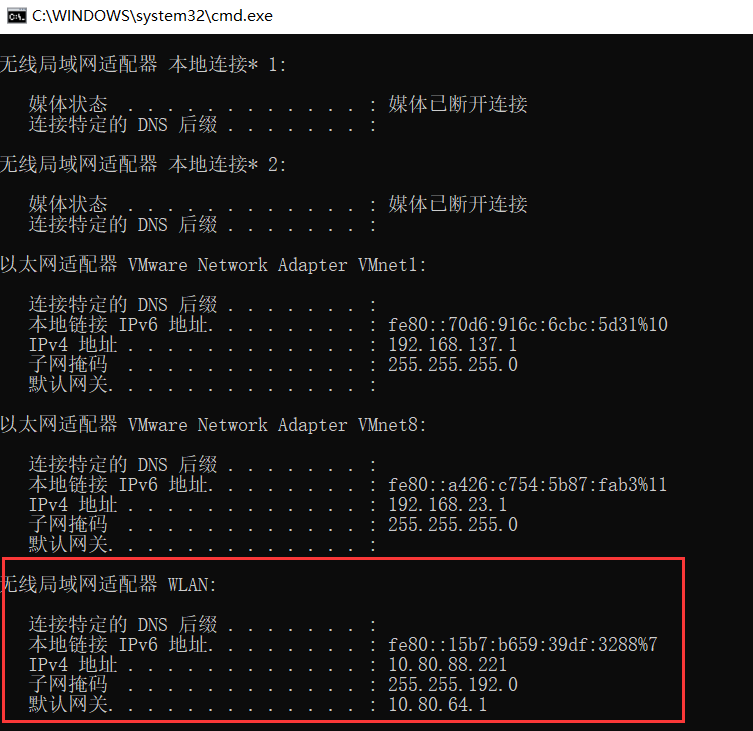 C:\WINDOWS\system32\cmd.exe
无线局域网适配器 本地连接* 1:
媒体状态 . . . . . . . . . . . . : 媒体已断开连接
连接特定的 DNS 后缀 . . . . . . . :
无线局域网适配器 本地连接* 2:
媒体状态 . . . . . . . . . . . . : 媒体已断开连接
连接特定的 DNS 后缀 . . . . . . . :
以太网适配器 VMware Network Adapter VMnet1:
连接特定的 DNS 后缀 . . . . . . . :
本地链接 IPv6 地址. . . . . . . . : fe80::70d6:916c:6cbc:5d31%10
IPv4 地址 . . . . . . . . . . . . : 192.168.137.1
子网掩码 . . . . . . . . . . . . : 255.255.255.0
默认网关. . . . . . . . . . . . . :
以太网适配器 VMware Network Adapter VMnet8:
连接特定的 DNS 后缀 . . . . . . . :
本地链接 IPv6 地址. . . . . . . . : fe80::a426:c754:5b87:fab3%11
IPv4 地址 . . . . . . . . . . . . : 192.168.23.1
子网掩码 . . . . . . . . . . . . : 255.255.255.0
默认网关. . . . . . . . . . . . . :
无线局域网适配器 WLAN:
连接特定的 DNS 后缀 . . . . . . . :
本地链接 IPv6 地址. . . . . . . . : fe80::15b7:b659:39df:3288%7
IPv4 地址 . . . . . . . . . . . . : 10.80.88.221
子网掩码 . . . . . . . . . . . . : 255.255.192.0
默认网关. . . . . . . . . . . . . : 10.80.64.1